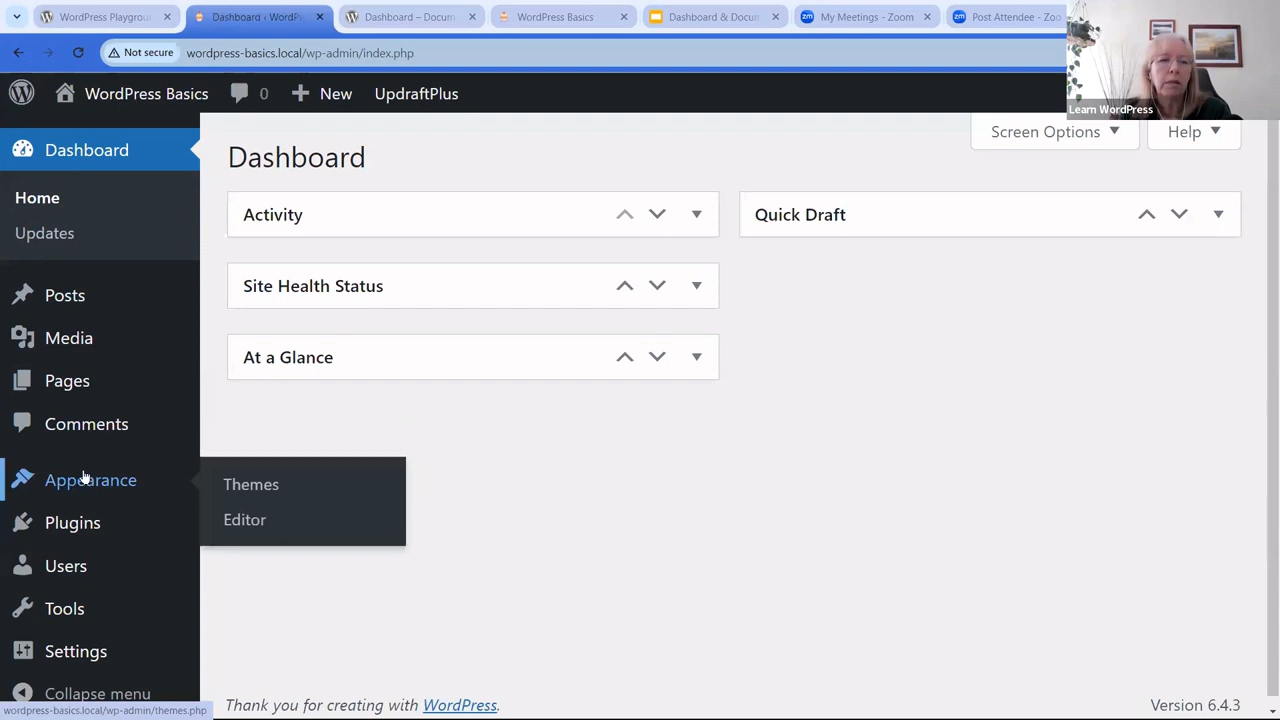 WordPress Playgrou
Dashboard ‹ WordP
Dashboard – Docum
WordPress Basics
Dashboard & Docu
My Meetings - Zoom
Post Attendee - Zoo
Not secure
wordpress-basics.local/wp-admin/index.php
WordPress Basics
0
New
UpdraftPlus
Learn WordPress
Dashboard
Home
Updates
Posts
Media
Pages
Comments
Appearance
Plugins
Users
Tools
Settings
Collapse menu
Themes
Editor
Screen Options
Help
Dashboard
Activity
Quick Draft
Site Health Status
At a Glance
Thank you for creating with WordPress.
Version 6.4.3
wordpress-basics.local/wp-admin/themes.php